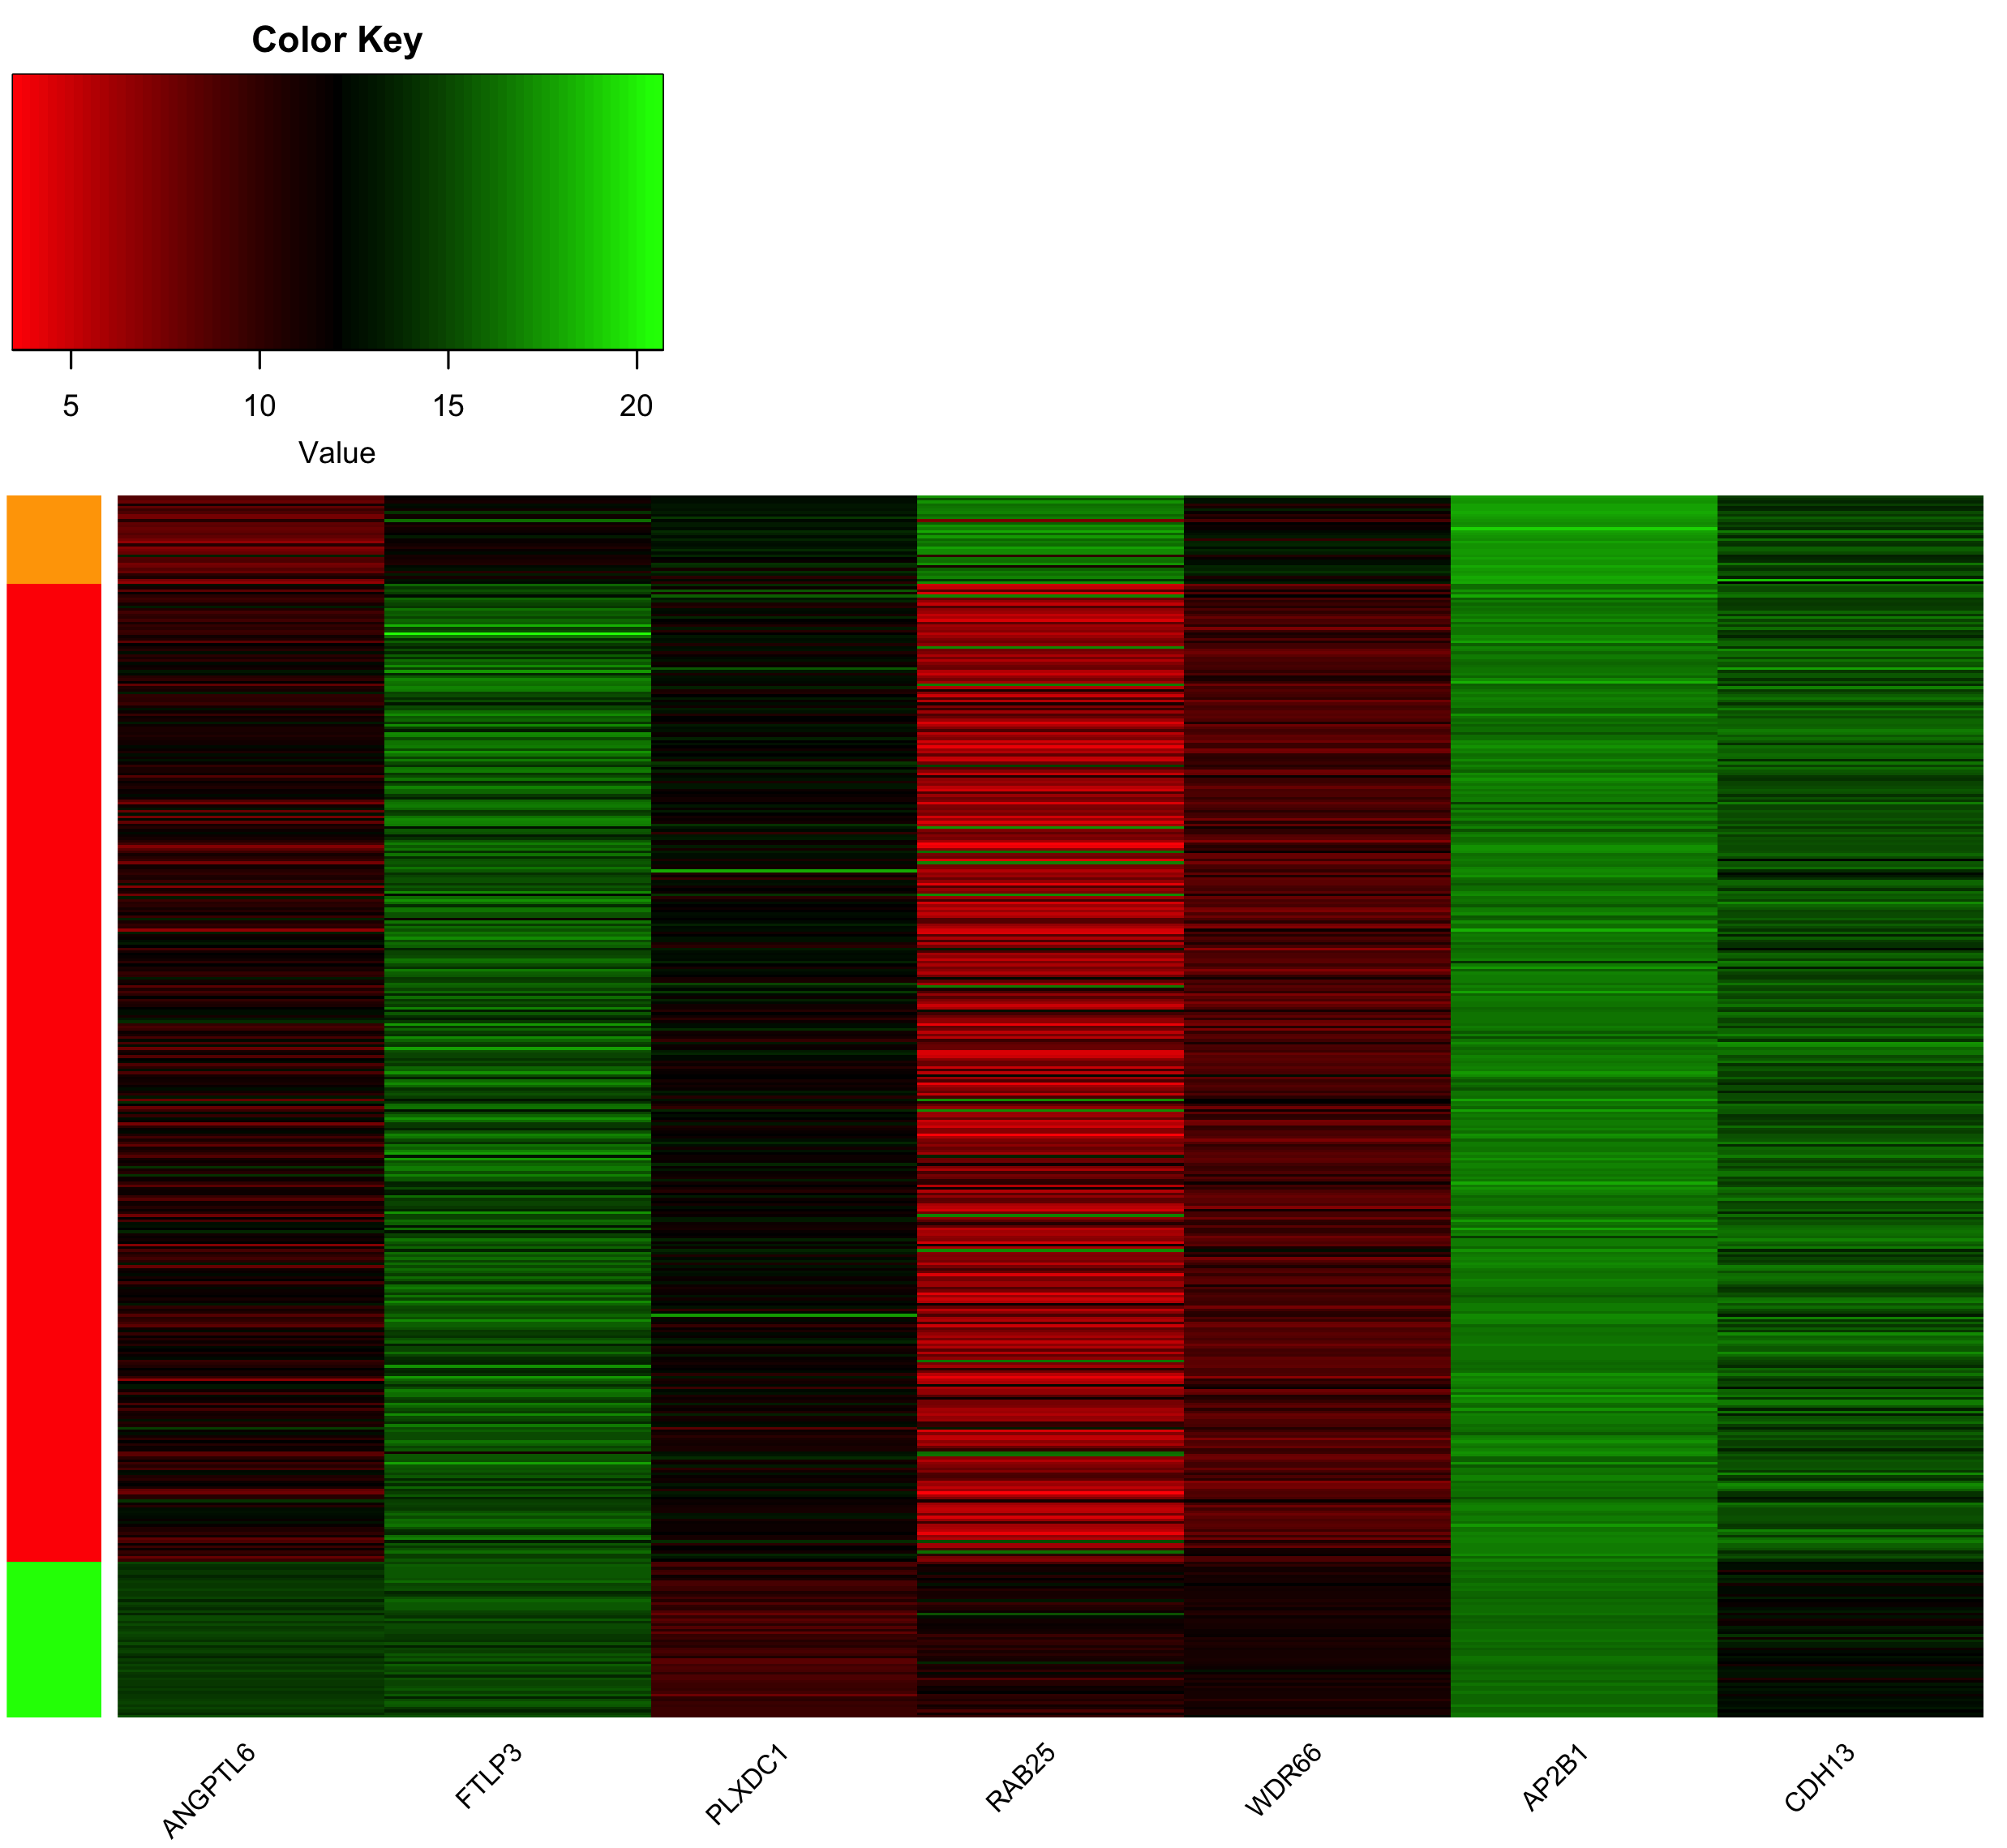 Color Key
5 10 15 20
Value
ANGPTL6 FTLP3 PLXDC1 RAB25 WDR66 AP2B1 CDH13